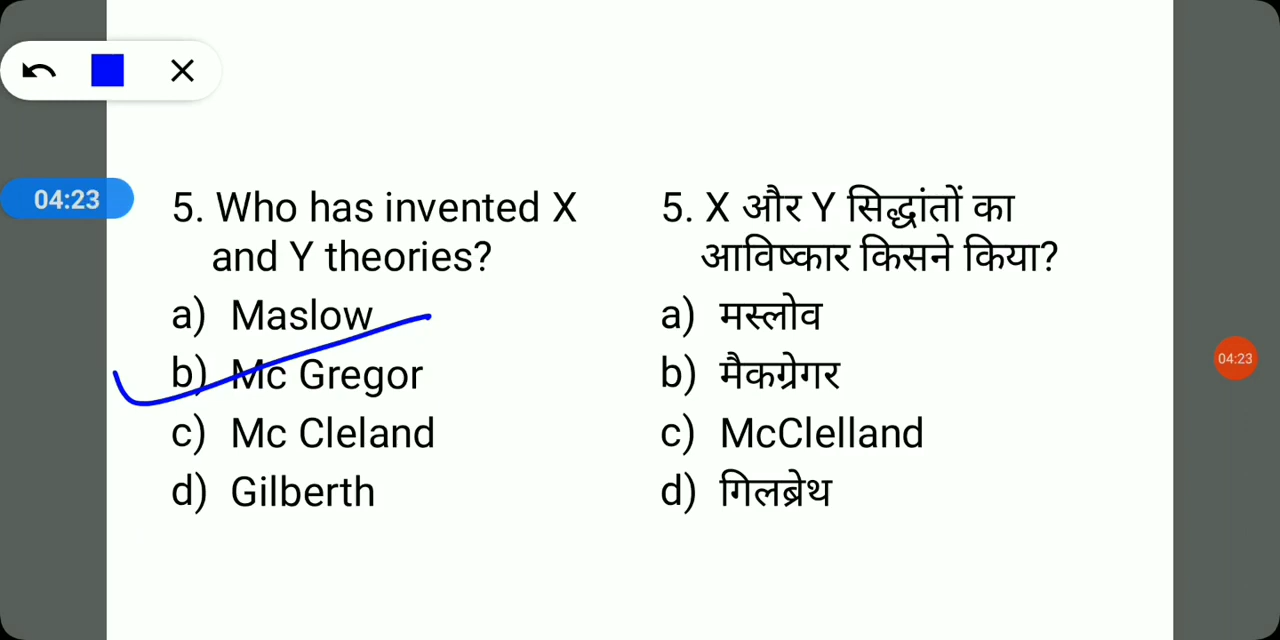 04:23
5. Who has invented X
and Y theories?
a) Maslow
b) Mc Gregor
c) Mc Cleland
d) Gilberth
5. X और Y सिद्धांतों का
आविष्कार किसने किया?
a) मस्लोव
b) मैकग्रेगर
c) McClelland
d) गिलब्रेथ
04:23